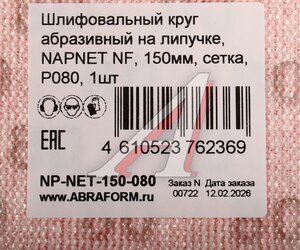 Шлифовальный круг
абразивный на липучке,
NAPNET NF, 150мм, сетка,
P080, 1шт
EAC
4 610523 762369
NP-NET-150-080
www.ABRAFORM.ru
Заказ N
00722
Дата заказа
12.02.2026